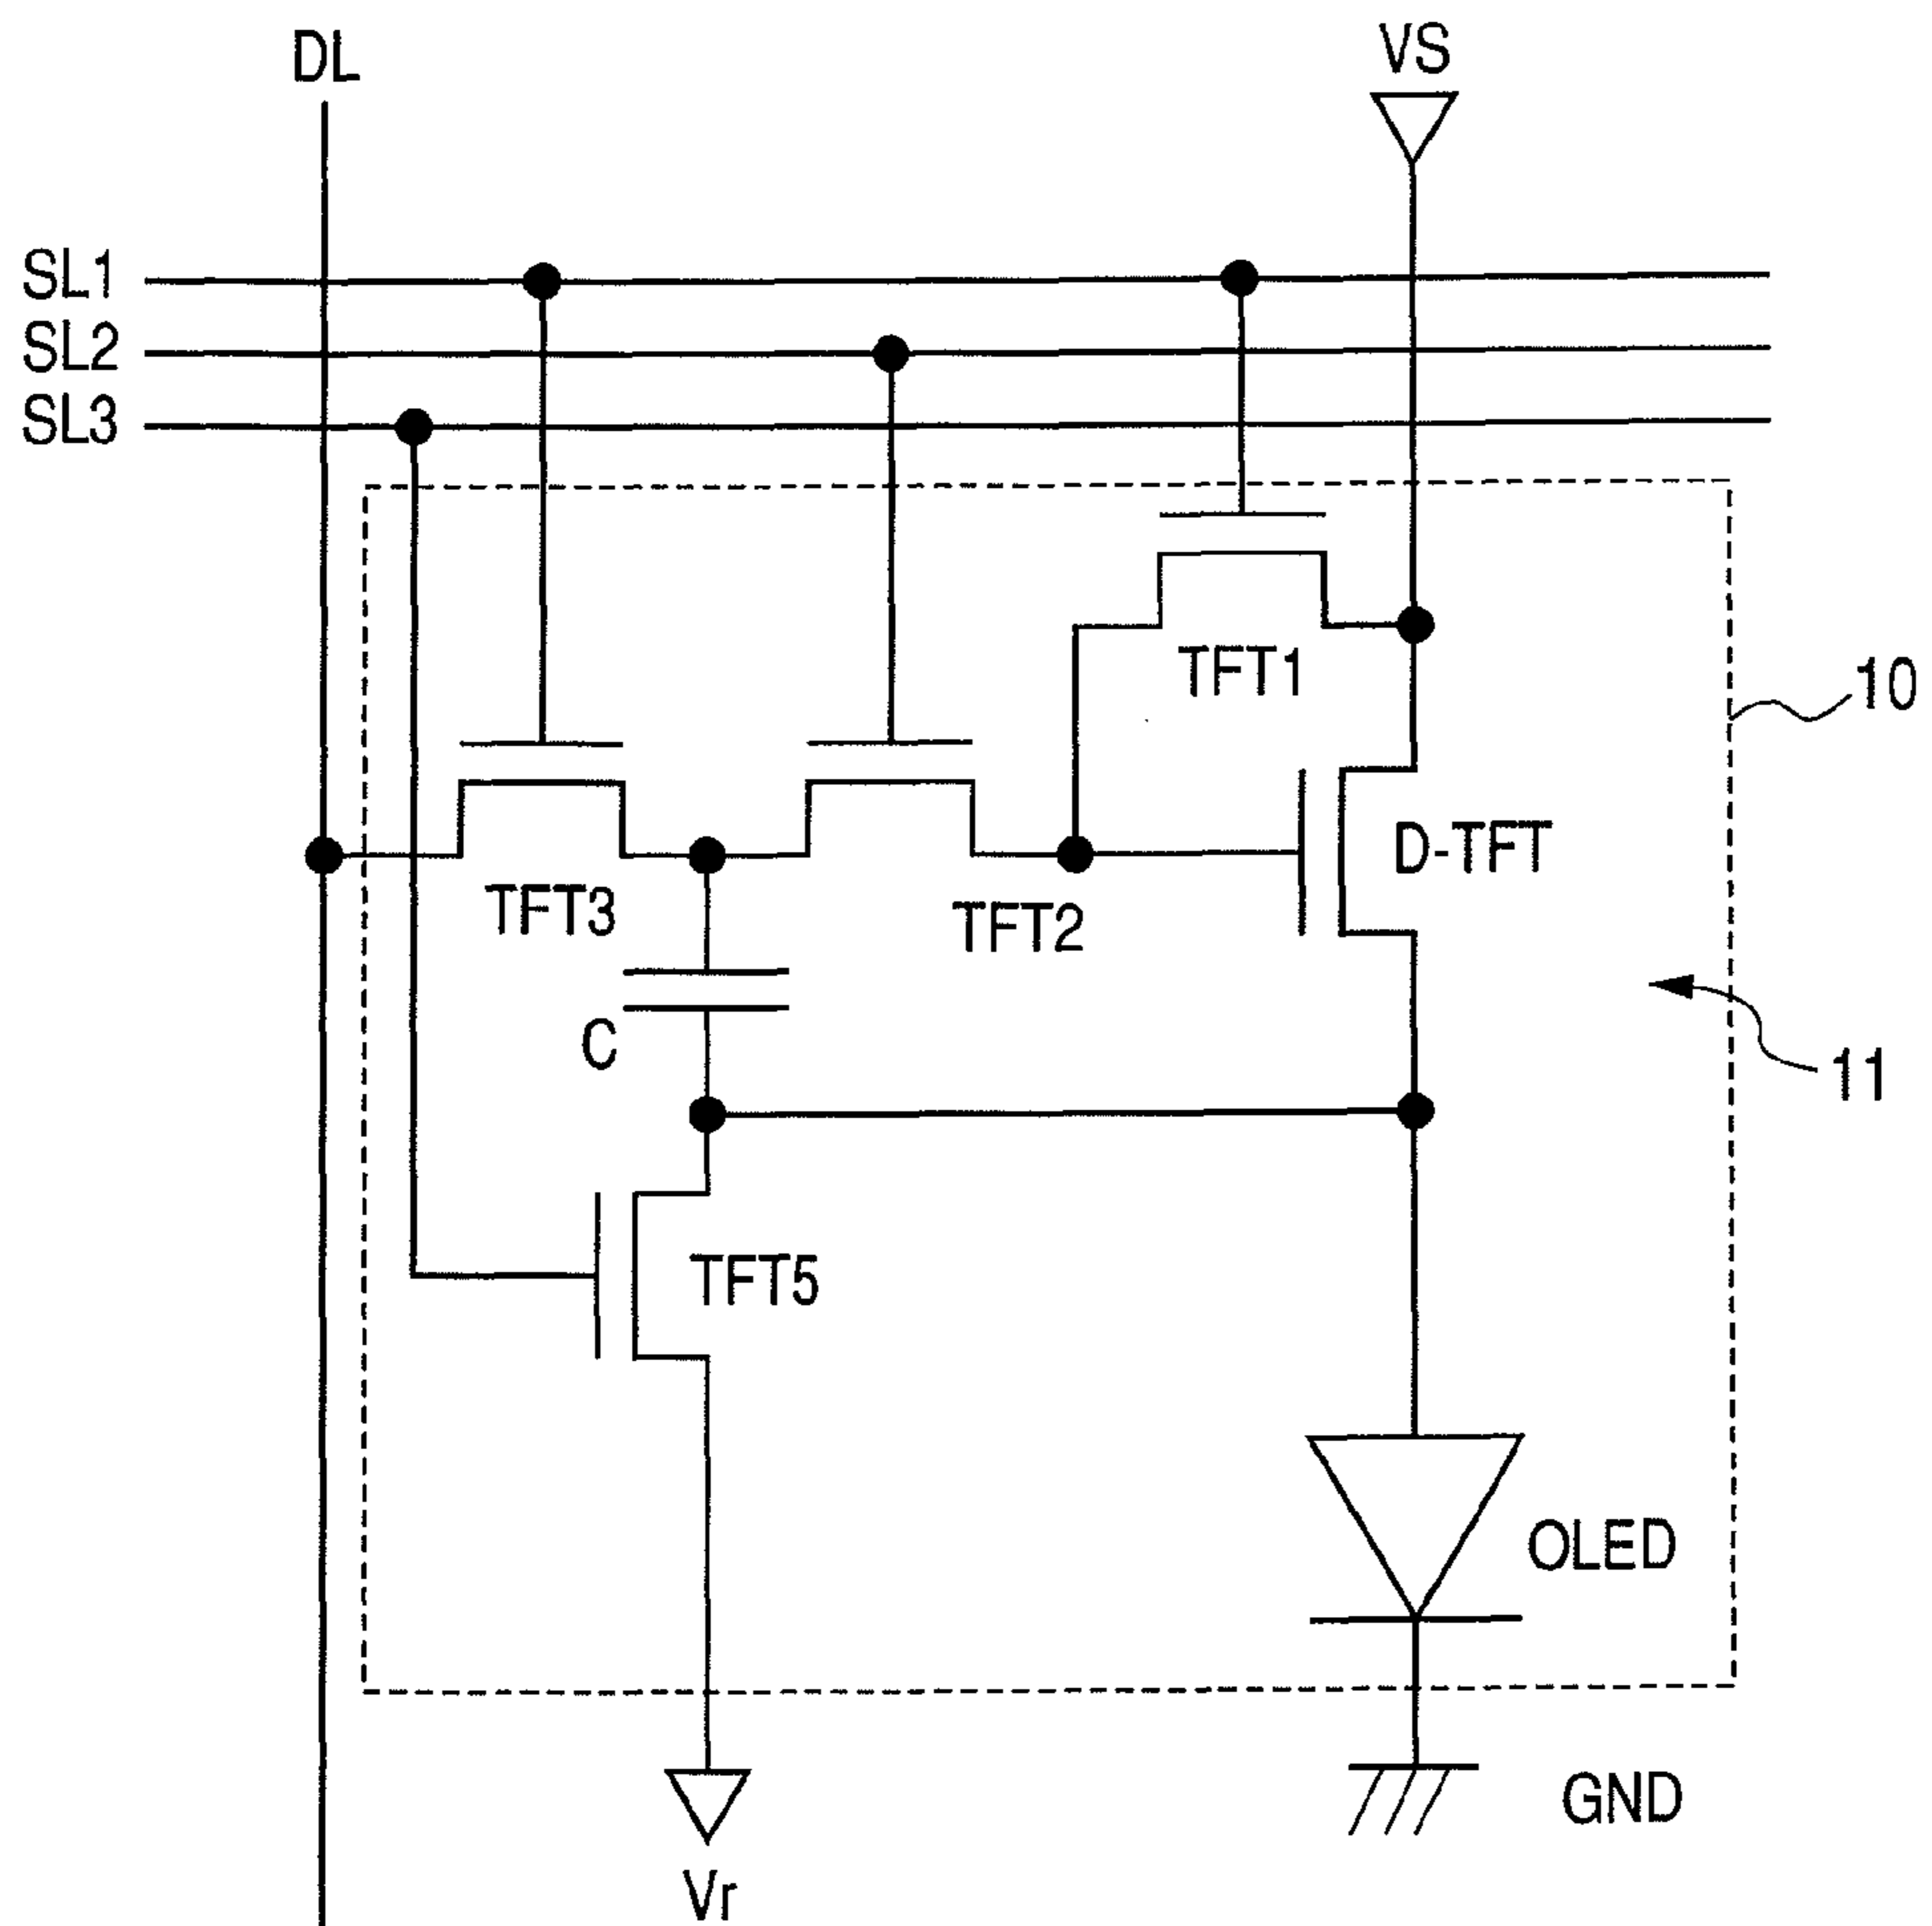 DL
VS
SL1
SL2
SL3
TFT1
10
D-TFT
TFT3
TFT2
C
11
TFT5
OLED
GND
Vr